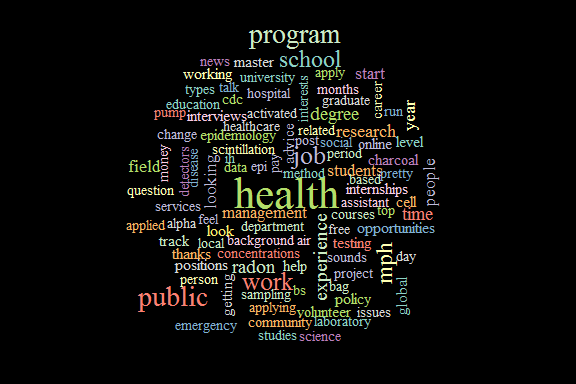 program
news master school
working university apply start
types talk hospital interests months career
education cdc graduate
pump interviews activated degree run year
healthcare related research
change epidemiology advice post social online level
money detectors disease scintillation job period charcoal
field looking in data epi pay method students pretty people
question health based internships
services management assistant cell
applied alpha feel courses top time
look department experience free opportunities
track local background air testing
thanks concentrations sounds mph day
positions radon help project
person getting work bag global
public sampling bs policy
applying volunteer issues
emergency community laboratory
studies science